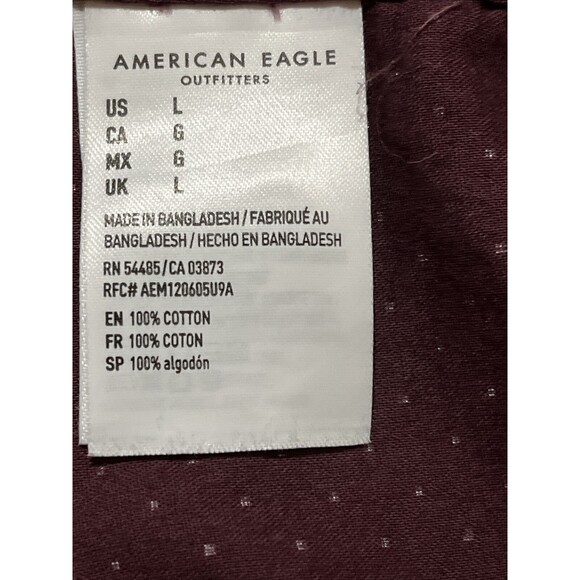 AMERICAN EAGLE
OUTFITTERS
US L
CA G
MX G
UK L
MADE IN BANGLADESH / FABRIQUÉ AU
BANGLADESH / HECHO EN BANGLADESH
RN 54485 / CA 03873
RFC# AEM120605U9A
EN 100% COTTON
FR 100% COTON
SP 100% algodón